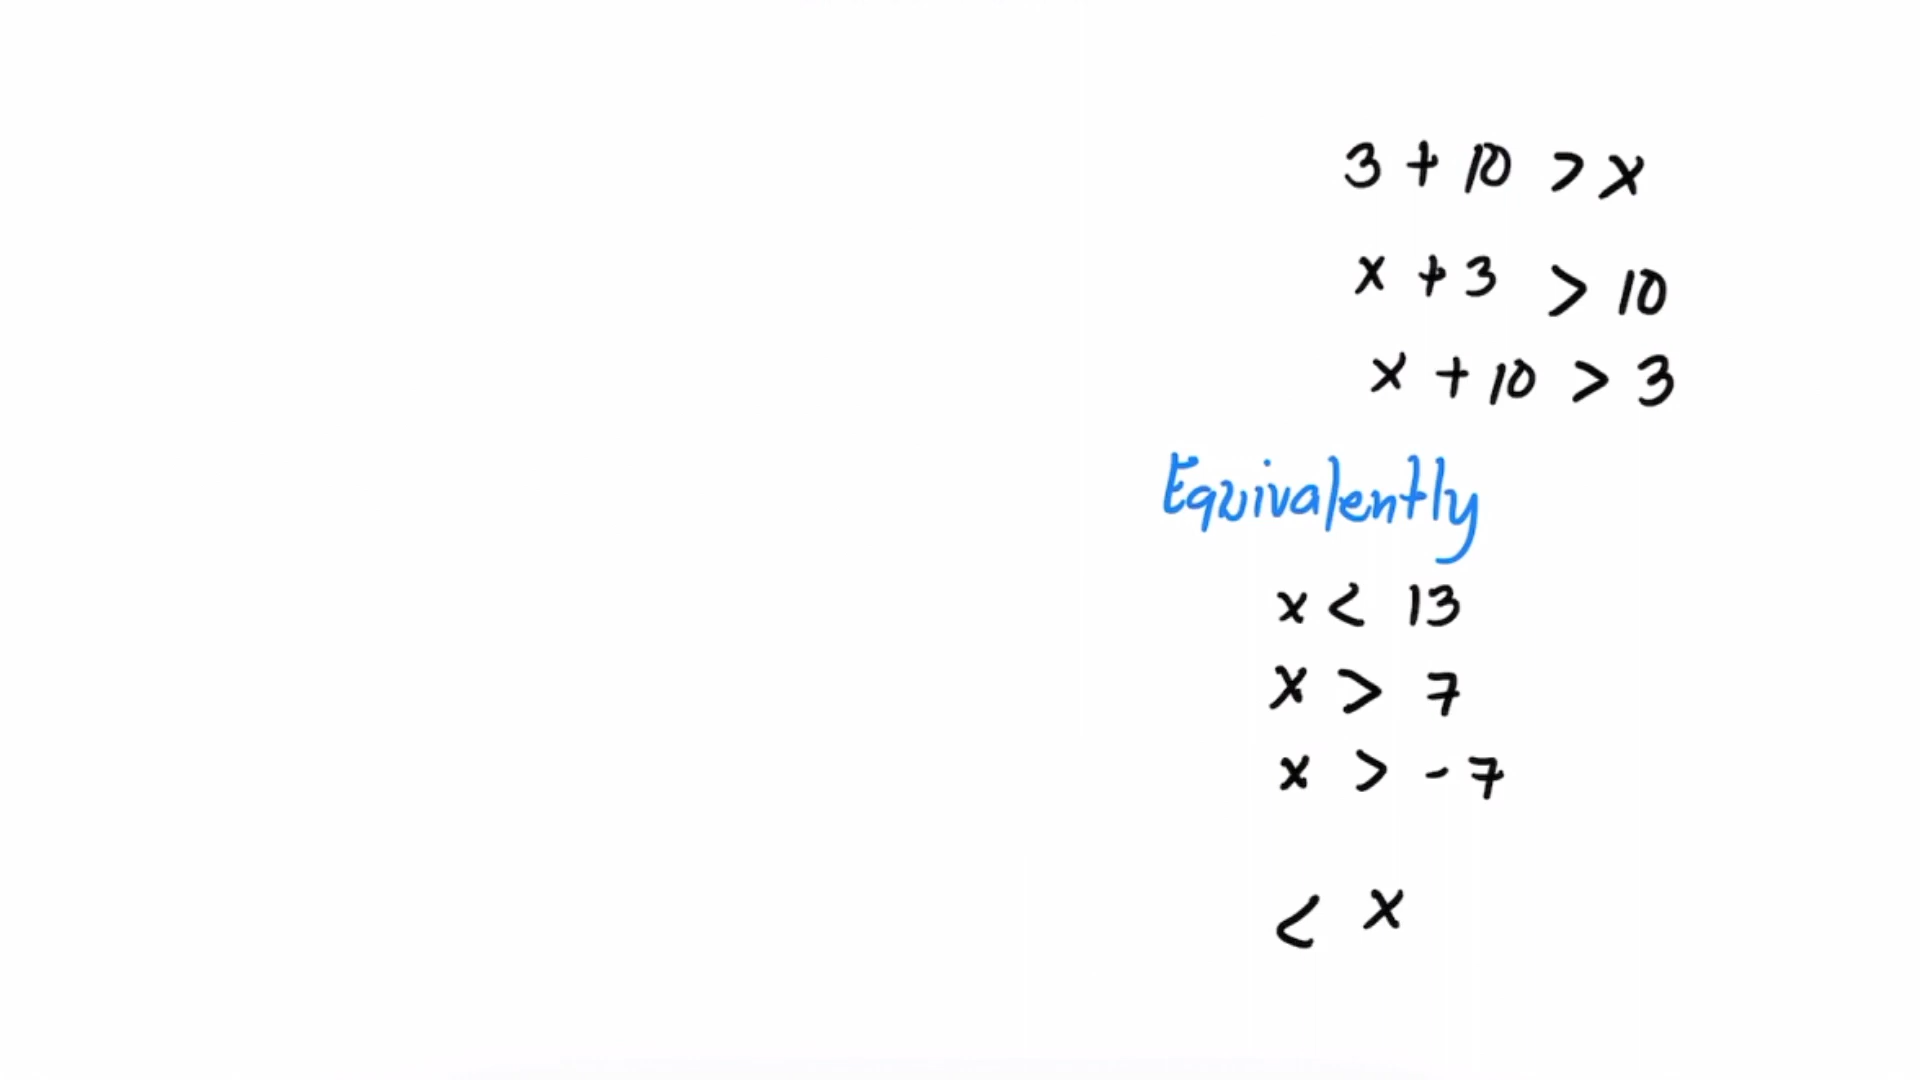 3 + 10 > x
x + 3 > 10
x + 10 > 3
Equivalently
x < 13
x > 7
x > -7
< x